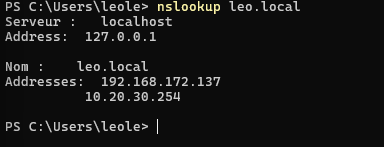 PS C:\Users\leole> nslookup leo.local
Serveur :   localhost
Address:  127.0.0.1

Nom :    leo.local
Addresses:  192.168.172.137
          10.20.30.254

PS C:\Users\leole>